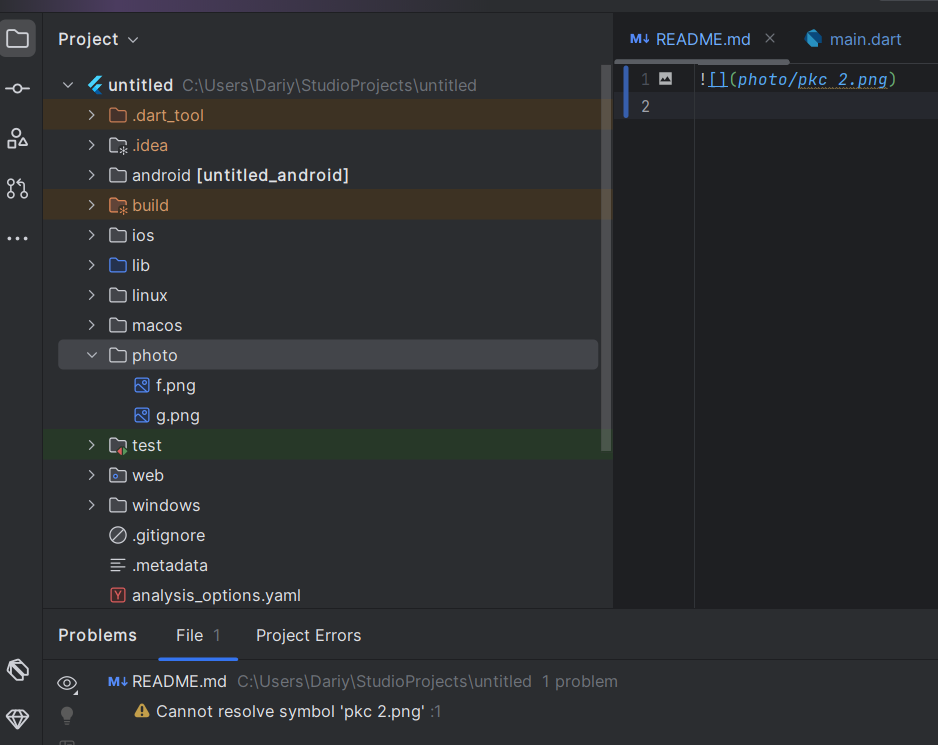 Project
README.md
main.dart
untitled C:\Users\Dariy\StudioProjects\untitled
.dart_tool
.idea
android [untitled_android]
build
ios
lib
linux
macos
photo
f.png
g.png
test
web
windows
.gitignore
.metadata
analysis_options.yaml
1 ![](photo/pkc 2.png)
2
Problems File 1 Project Errors
README.md C:\Users\Dariy\StudioProjects\untitled 1 problem
Cannot resolve symbol 'pkc 2.png' :1